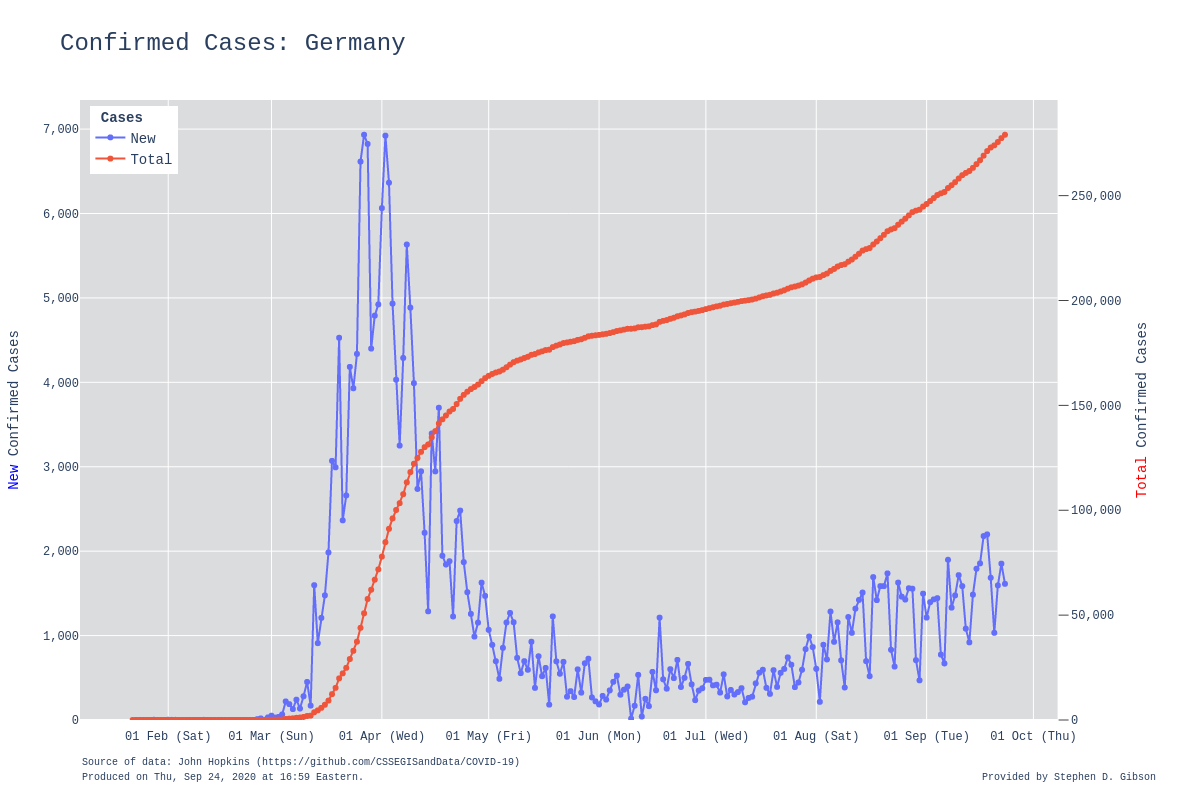 Confirmed Cases: Germany
Cases
New
Total
7,000
6,000
5,000
4,000
3,000
2,000
1,000
0
New Confirmed Cases
250,000
200,000
150,000
100,000
50,000
0
Total Confirmed Cases
01 Feb (Sat) 01 Mar (Sun) 01 Apr (Wed) 01 May (Fri) 01 Jun (Mon) 01 Jul (Wed) 01 Aug (Sat) 01 Sep (Tue) 01 Oct (Thu)
Source of data: John Hopkins (https://github.com/CSSEGISandData/COVID-19)
Produced on Thu, Sep 24, 2020 at 16:59 Eastern.
Provided by Stephen D. Gibson